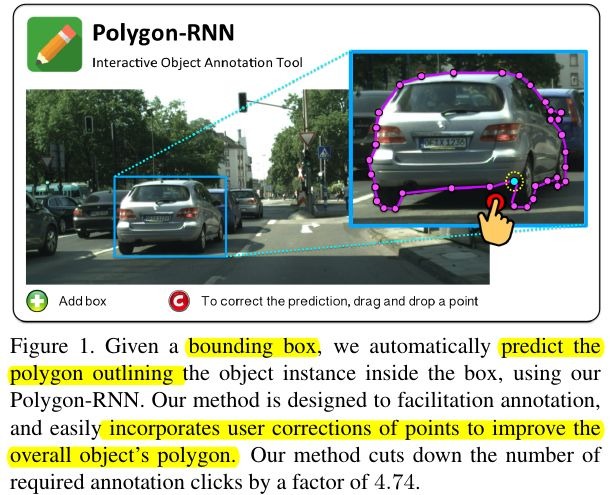 Polygon-RNN
Interactive Object Annotation Tool
Add box
C
To correct the prediction, drag and drop a point
Figure 1. Given a bounding box, we automatically predict the
polygon outlining the object instance inside the box, using our
Polygon-RNN. Our method is designed to facilitation annotation,
and easily incorporates user corrections of points to improve the
overall object's polygon. Our method cuts down the number of
required annotation clicks by a factor of 4.74.